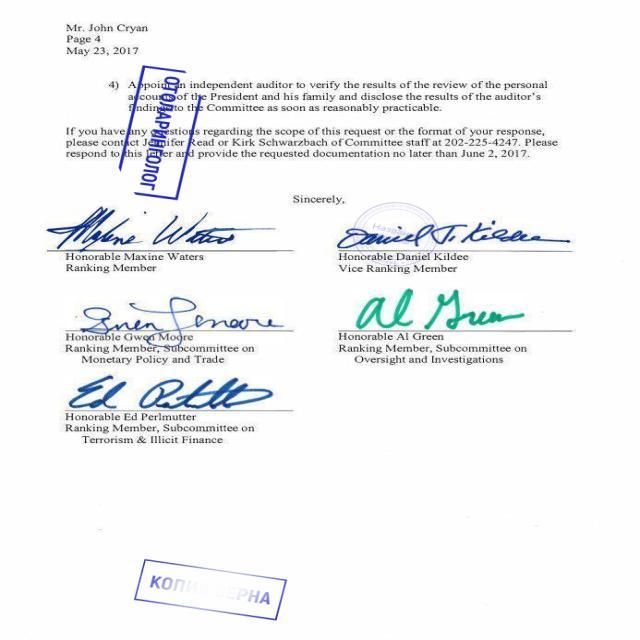 Mr. John Cryan
Page 4
May 23, 2017
4) Appoint an independent auditor to verify the results of the review of the personal
accounts of the President and his family and disclose the results of the auditor's
findings to the Committee as soon as reasonably practicable.
If you have any questions regarding the scope of this request or the format of your response,
please contact Jennifer Read or Kirk Schwarzbach of Committee staff at 202-225-4247. Please
respond to this letter and provide the requested documentation no later than June 2, 2017.
ОТОЛАРИНГОЛОГ
Sincerely,
Maxine Waters
Daniel T. Kildee
Honorable Maxine Waters
Ranking Member
Honorable Daniel Kildee
Vice Ranking Member
Gwen Moore
Al Green
Honorable Gwen Moore
Ranking Member, Subcommittee on
Monetary Policy and Trade
Honorable Al Green
Ranking Member, Subcommittee on
Oversight and Investigations
Ed Perlmutter
Honorable Ed Perlmutter
Ranking Member, Subcommittee on
Terrorism & Illicit Finance
КОПИЯ ВЕРНА